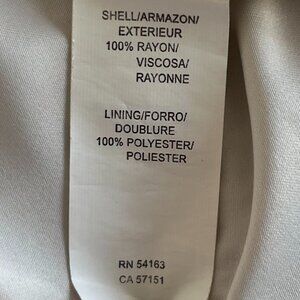 SHELL/ARMAZON/
EXTERIEUR
100% RAYON/
VISCOSA/
RAYONNE
LINING/FORRO/
DOUBLURE
100% POLYESTER/
POLIESTER
RN 54163
CA 57151